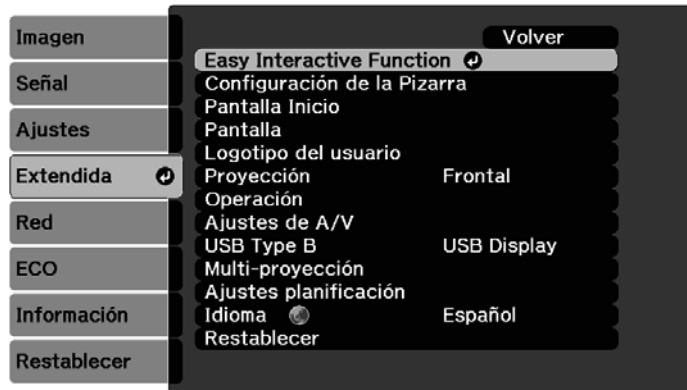 Imagen
Señal
Ajustes
Extendida
Red
ECO
Información
Restablecer
Volver
Easy Interactive Function
Configuración de la Pizarra
Pantalla Inicio
Pantalla
Logotipo del usuario
Proyección Frontal
Operación
Ajustes de A/V
USB Type B USB Display
Multi-proyección
Ajustes planificación
Idioma Español
Restablecer